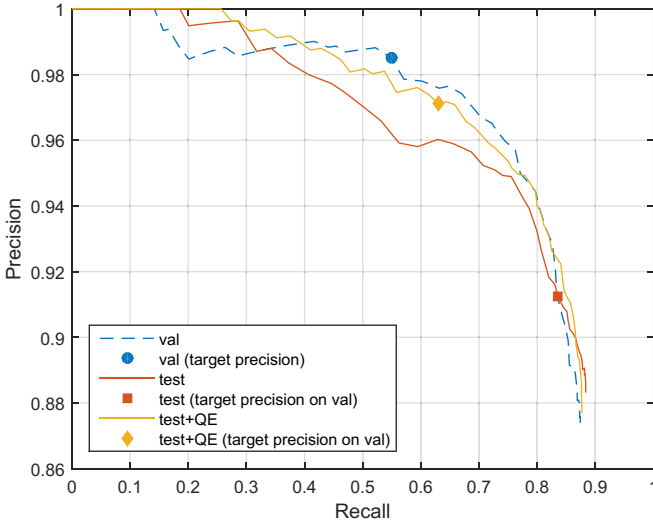 1
0.98
0.96
0.94
0.92
0.9
0.88
0.86
Precision
val
val (target precision)
test
test (target precision on val)
test+QE
test+QE (target precision on val)
0 0.1 0.2 0.3 0.4 0.5 0.6 0.7 0.8 0.9 1
Recall